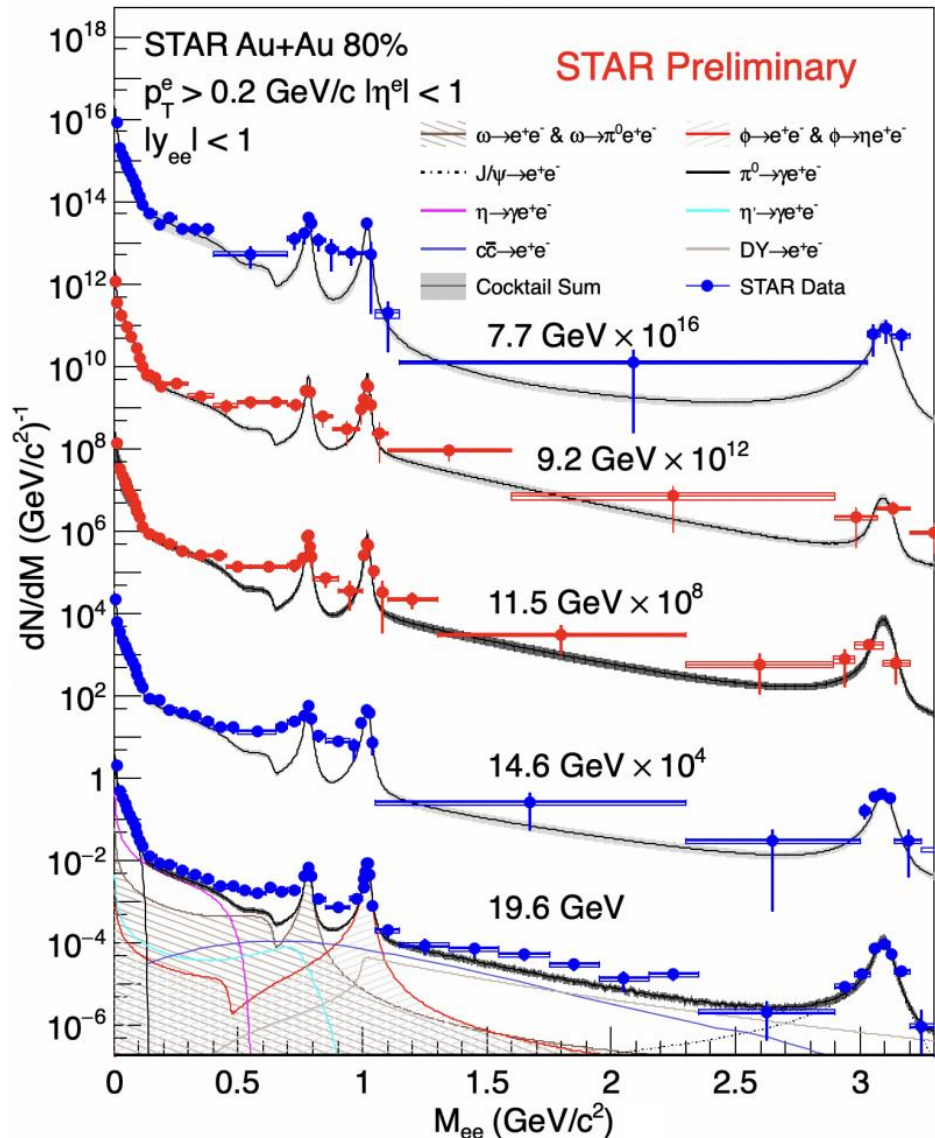 STAR Au+Au 80%
p_T^e > 0.2 GeV/c |η^e| < 1
|y_ee| < 1
STAR Preliminary
ω→e⁺e⁻ & ω→π⁰e⁺e⁻
φ→e⁺e⁻ & φ→ηe⁺e⁻
J/ψ→e⁺e⁻
π⁰→γe⁺e⁻
η→γe⁺e⁻
η'→γe⁺e⁻
cc̄→e⁺e⁻
DY→e⁺e⁻
Cocktail Sum
STAR Data
7.7 GeV × 10¹⁶
9.2 GeV × 10¹²
11.5 GeV × 10⁸
14.6 GeV × 10⁴
19.6 GeV
dN/dM (GeV/c²)⁻¹
10¹⁸
10¹⁶
10¹⁴
10¹²
10¹⁰
10⁸
10⁶
10⁴
10²
1
10⁻²
10⁻⁴
10⁻⁶
0 0.5 1 1.5 2 2.5 3
M_ee (GeV/c²)